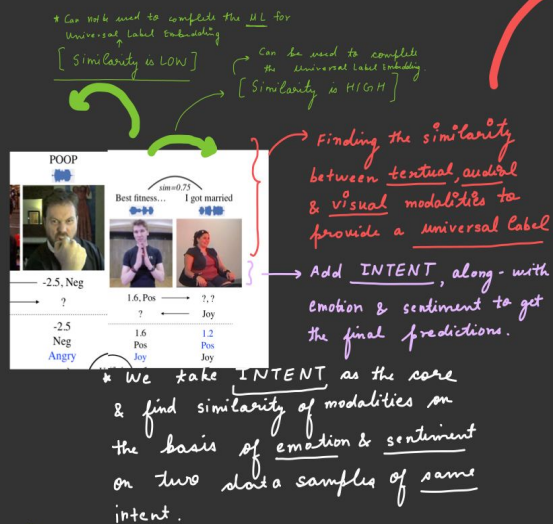 * Can not be used to complete the UL for
Universal Label Embedding
[ Similarity is LOW ]
Can be used to complete
the Universal Label Embedding.
[ Similarity is HIGH ]
Finding the similarity
between textual, audial
& visual modalities to
provide a universal label
Add INTENT, along-with
emotion & sentiment to get
the final predictions.
POOP
sim=0.75
Best fitness... I got married
-2.5, Neg
?
1.6, Pos ?, ?
? Joy
-2.5
Neg
Angry
1.6 1.2
Pos Pos
Joy Joy
* We take INTENT as the core
& find similarity of modalities on
the basis of emotion & sentiment
on two data samples of same
intent.